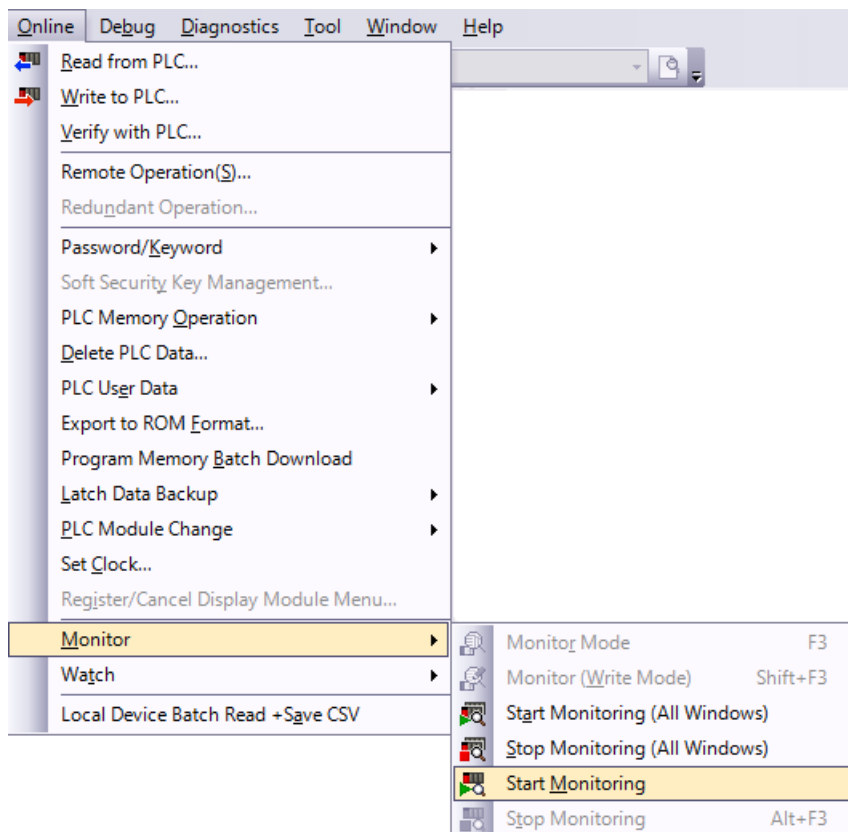 Online Debug Diagnostics Tool Window Help
Read from PLC...
Write to PLC...
Verify with PLC...
Remote Operation(S)...
Redundant Operation...
Password/Keyword
Soft Security Key Management...
PLC Memory Operation
Delete PLC Data...
PLC User Data
Export to ROM Format...
Program Memory Batch Download
Latch Data Backup
PLC Module Change
Set Clock...
Register/Cancel Display Module Menu...
Monitor
Watch
Local Device Batch Read +Save CSV
Monitor Mode F3
Monitor (Write Mode) Shift+F3
Start Monitoring (All Windows)
Stop Monitoring (All Windows)
Start Monitoring
Stop Monitoring Alt+F3